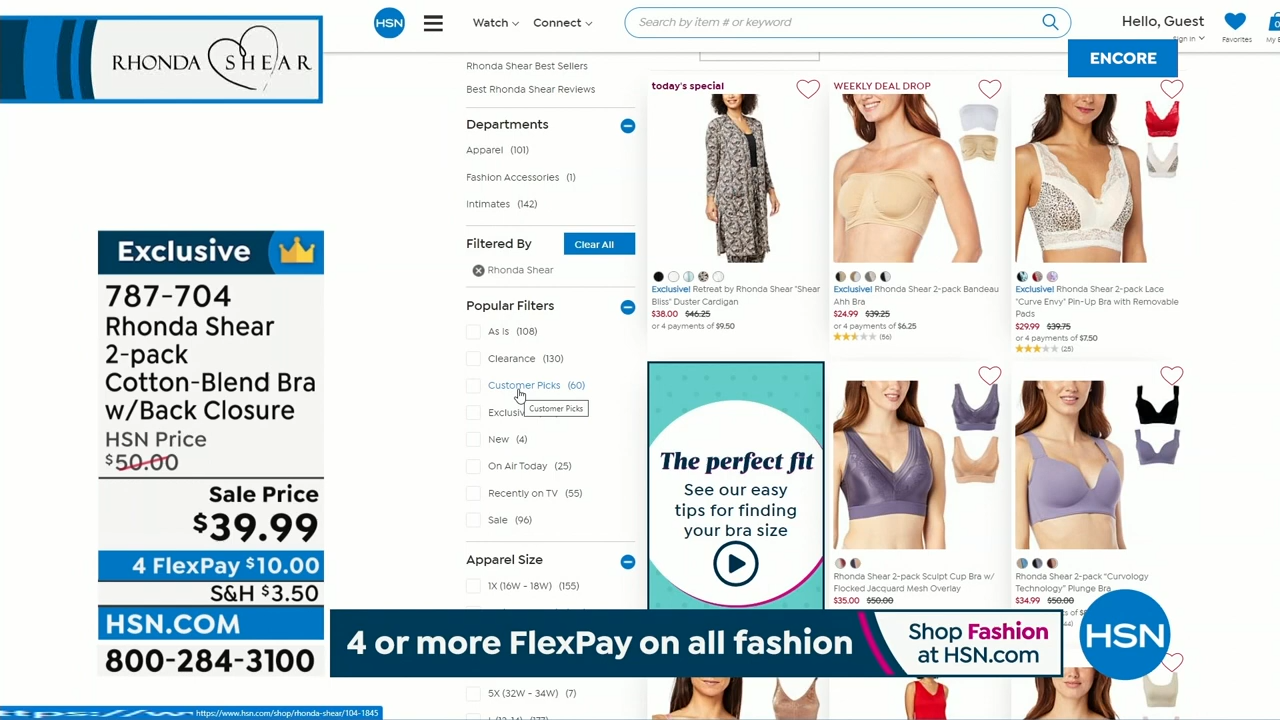 RHONDA SHEAR
HSN
Watch
Connect
Search by item # or keyword
Hello, Guest
Sign In
Favorites
ENCORE
Rhonda Shear Best Sellers
Best Rhonda Shear Reviews
Departments
Apparel (101)
Fashion Accessories (1)
Intimates (142)
Filtered By
Clear All
Rhonda Shear
Popular Filters
As Is (108)
Clearance (130)
Customer Picks (60)
Customer Picks
New (4)
On Air Today (25)
Recently on TV (55)
Sale (96)
Apparel Size
1X (16W - 18W) (155)
5X (32W - 34W) (7)
today's special
Exclusive! Retreat by Rhonda Shear "Shear
Bliss" Duster Cardigan
$38.00 $46.25
or 4 payments of $9.50
WEEKLY DEAL DROP
Exclusive! Rhonda Shear 2-pack Bandeau
Ahh Bra
$24.99 $39.25
or 4 payments of $6.25
(56)
Exclusive! Rhonda Shear 2-pack Lace
"Curve Envy" Pin-Up Bra with Removable
Pads
$29.99 $39.75
or 4 payments of $7.50
(25)
The perfect fit
See our easy
tips for finding
your bra size
Rhonda Shear 2-pack Sculpt Cup Bra w/
Flocked Jacquard Mesh Overlay
$35.00 $50.00
Rhonda Shear 2-pack "Curvology
Technology" Plunge Bra
$34.99 $50.00
Exclusive
787-704
Rhonda Shear
2-pack
Cotton-Blend Bra
w/Back Closure
HSN Price
$50.00
Sale Price
$39.99
4 FlexPay $10.00
S&H $3.50
HSN.COM
800-284-3100
4 or more FlexPay on all fashion
Shop Fashion
at HSN.com
HSN
https://www.hsn.com/shop/rhonda-shear/104-1845